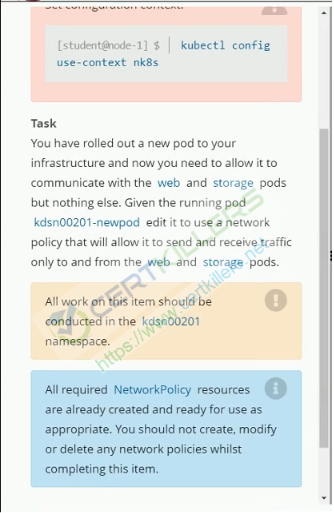 Set configuration context:
[student@node-1] $ | kubectl config
use-context nk8s
Task
You have rolled out a new pod to your
infrastructure and now you need to allow it to
communicate with the web and storage pods
but nothing else. Given the running pod
kdsn00201-newpod edit it to use a network
policy that will allow it to send and receive traffic
only to and from the web and storage pods.
All work on this item should be
conducted in the kdsn00201
namespace.
All required NetworkPolicy resources
are already created and ready for use as
appropriate. You should not create, modify
or delete any network policies whilst
completing this item.
CERTKILLERS
https://www.certkillers.net